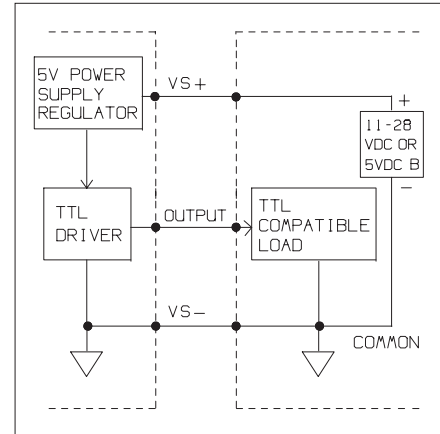 5V POWER
SUPPLY
REGULATOR
VS+
+
11-28
VDC OR
5VDC B
−
TTL
DRIVER
OUTPUT
TTL
COMPATIBLE
LOAD
VS−
COMMON